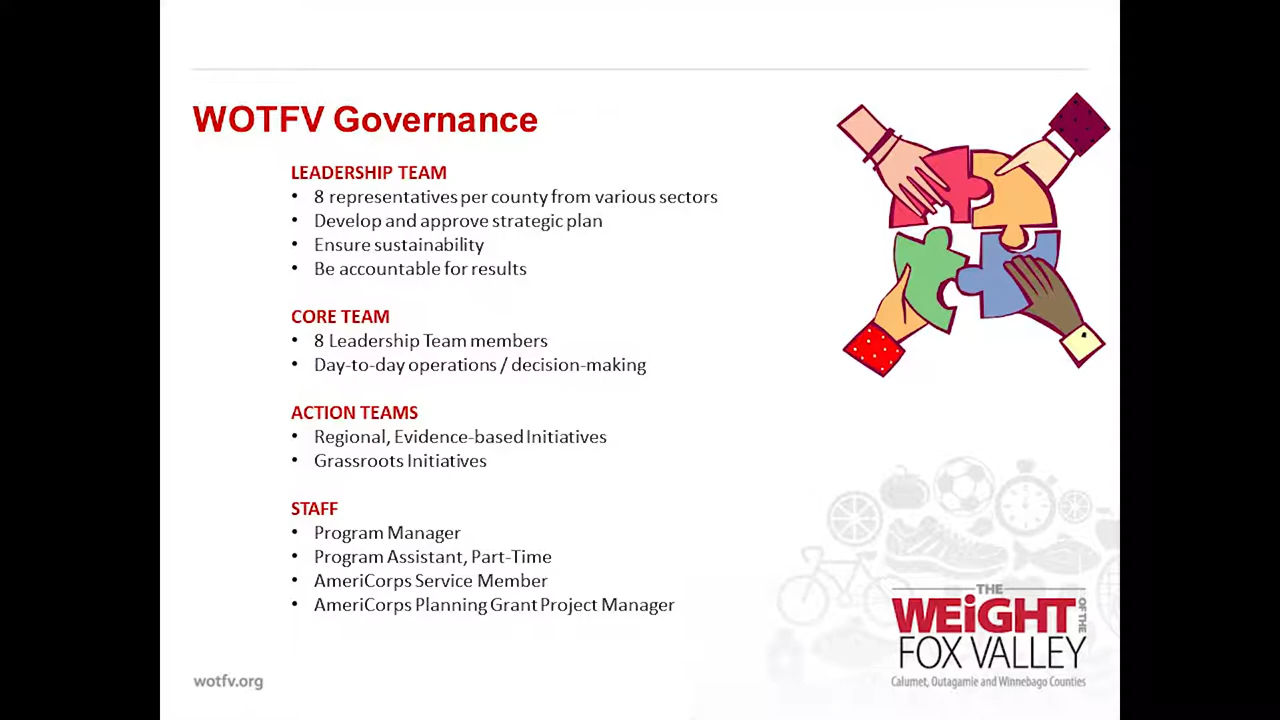 WOTFV Governance
LEADERSHIP TEAM
• 8 representatives per county from various sectors
• Develop and approve strategic plan
• Ensure sustainability
• Be accountable for results
CORE TEAM
• 8 Leadership Team members
• Day-to-day operations / decision-making
ACTION TEAMS
• Regional, Evidence-based Initiatives
• Grassroots Initiatives
STAFF
• Program Manager
• Program Assistant, Part-Time
• AmeriCorps Service Member
• AmeriCorps Planning Grant Project Manager
THE
WEiGHT
OF THE
FOX VALLEY
Calumet, Outagamie and Winnebago Counties
wotfv.org